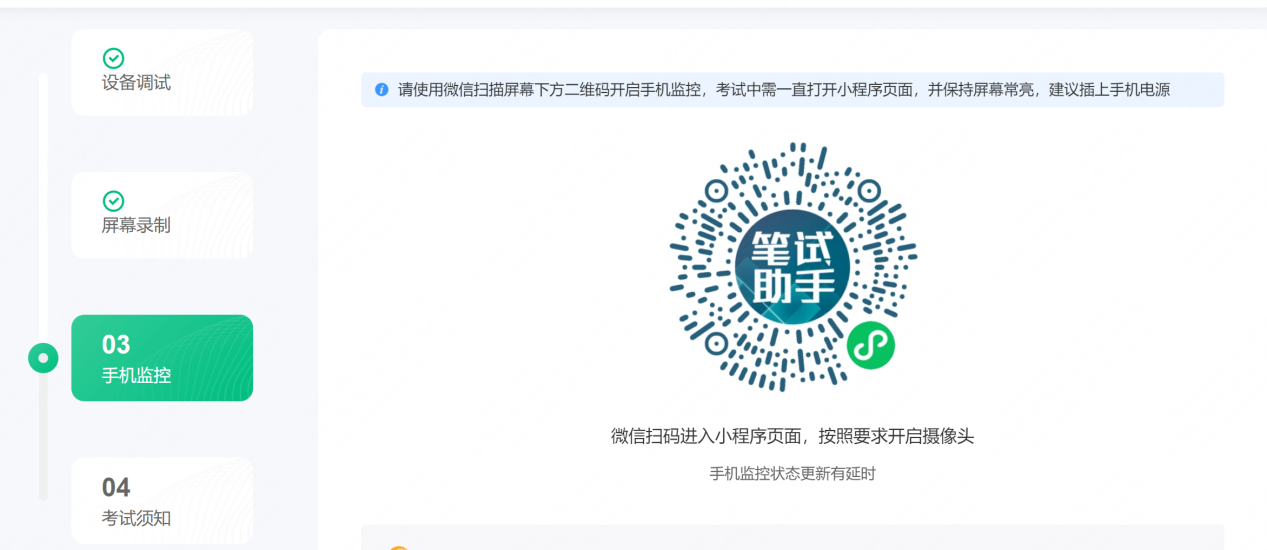 设备调试
屏幕录制
03
手机监控
04
考试须知
请使用微信扫描屏幕下方二维码开启手机监控，考试中需一直打开小程序页面，并保持屏幕常亮，建议插上手机电源
笔试
助手
微信扫码进入小程序页面，按照要求开启摄像头
手机监控状态更新有延时